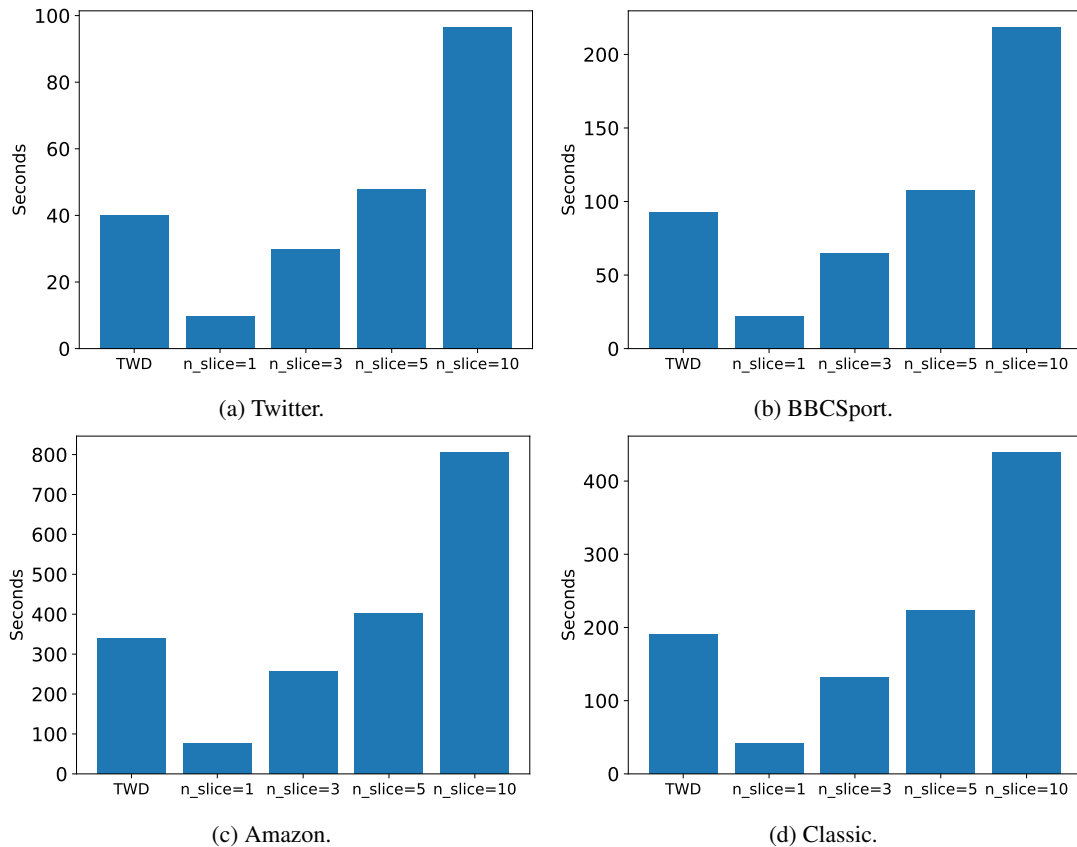 100
80
60
40
20
0
Seconds
TWD n_slice=1 n_slice=3 n_slice=5 n_slice=10
(a) Twitter.
200
150
100
50
0
Seconds
TWD n_slice=1 n_slice=3 n_slice=5 n_slice=10
(b) BBCSport.
800
700
600
500
400
300
200
100
0
Seconds
TWD n_slice=1 n_slice=3 n_slice=5 n_slice=10
(c) Amazon.
400
300
200
100
0
Seconds
TWD n_slice=1 n_slice=3 n_slice=5 n_slice=10
(d) Classic.